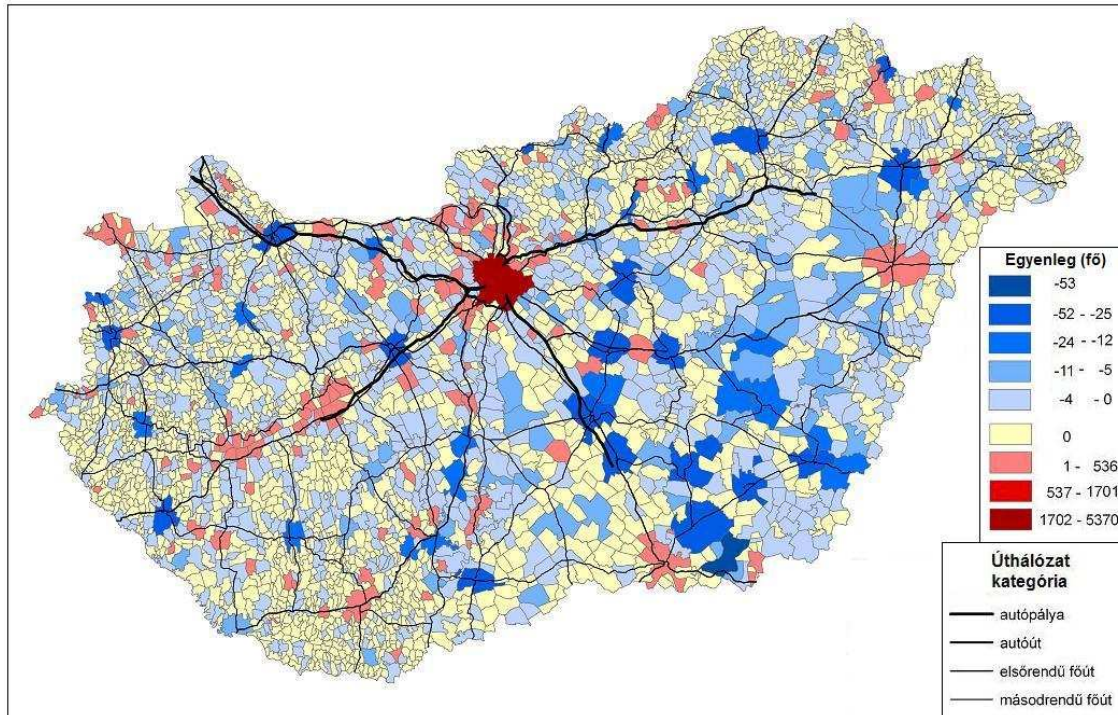 Egyenleg (fő)
-53
-52 - -25
-24 - -12
-11 - -5
-4 - 0
0
1 - 536
537 - 1701
1702 - 5370
Úthálózat
kategória
autópálya
autóút
elsőrendű főút
másodrendű főút